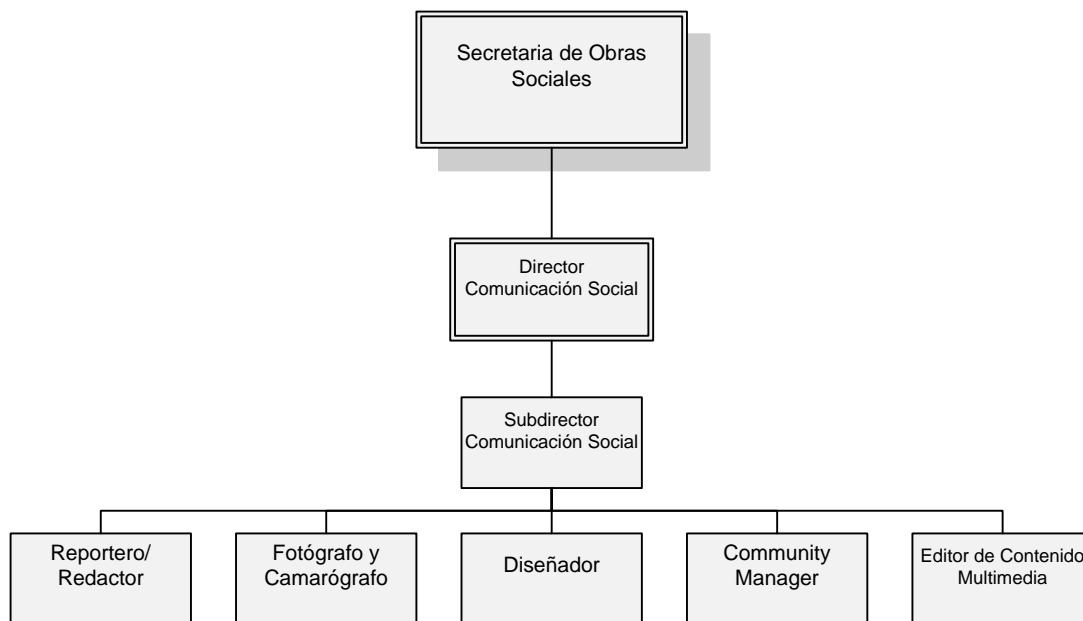 Secretaria de Obras
Sociales
Director
Comunicación Social
Subdirector
Comunicación Social
Reportero/
Redactor
Fotógrafo y
Camarógrafo
Diseñador
Community
Manager
Editor de Contenido
Multimedia